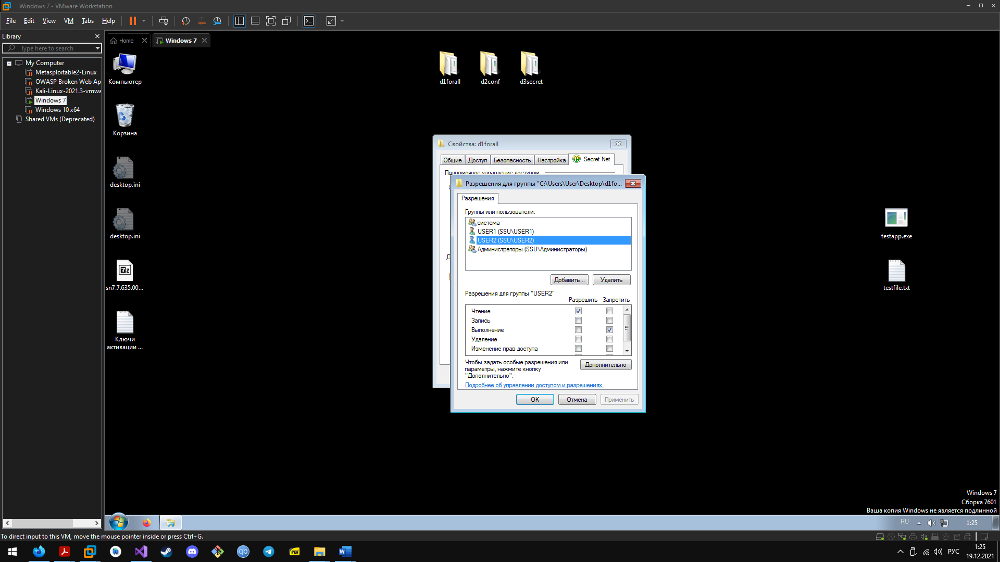 Windows 7 - VMware Workstation
File Edit View VM Tabs Help
Library
Type here to search
My Computer
Metasploitable2-Linux
OWASP Broken Web Ap
Kali-Linux-2021.3-vmwa
Windows 7
Windows 10 x64
Shared VMs (Deprecated)
Home
Windows 7
Компьютер
Корзина
desktop.ini
desktop.ini
7z
sn7.7.635.00...
Ключи
активации ...
d1forall
d2conf
d3secret
testapp.exe
testfile.txt
Свойства: d1forall
Общие Доступ Безопасность Настройка Secret Net
Полномочное управление доступом
Разрешения для группы "C:\Users\User\Desktop\d1fo...
Разрешения
Группы или пользователи:
система
USER1 (SSU\USER1)
USER2 (SSU\USER2)
Администраторы (SSU\Администраторы)
Добавить... Удалить
Разрешения для группы "USER2"
Разрешить Запретить
Чтение
Запись
Выполнение
Удаление
Изменение прав доступа
Чтобы задать особые разрешения или
параметры, нажмите кнопку
"Дополнительно".
Дополнительно
Подробнее об управлении доступом и разрешениях
OK Отмена Применить
Windows 7
Сборка 7601
Ваша копия Windows не является подлинной
RU 1:25
To direct input to this VM, move the mouse pointer inside or press Ctrl+G.
qb
PDF
W
РУС
1:25
19.12.2021